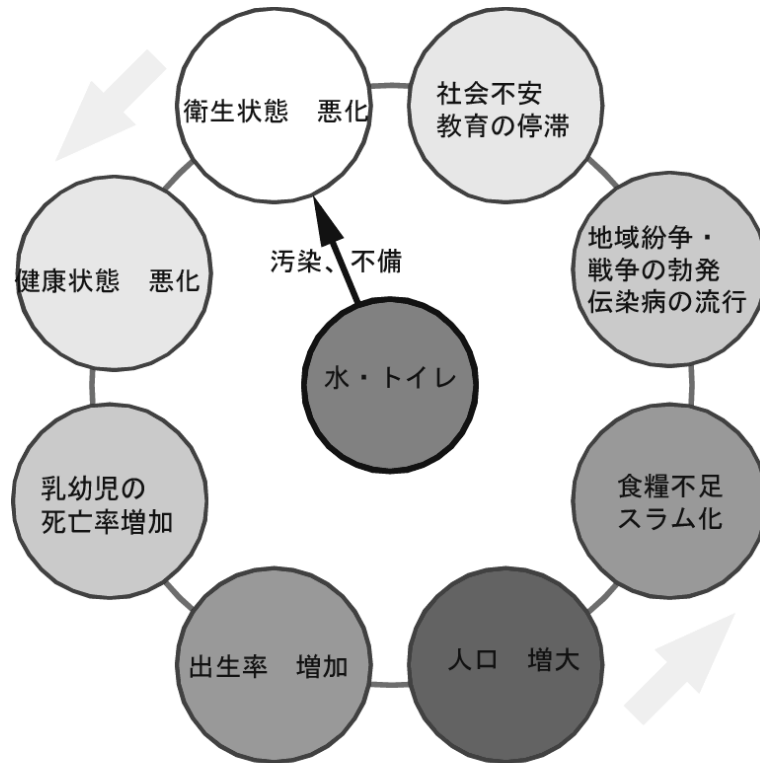 衛生状態　悪化
社会不安
教育の停滞
地域紛争・
戦争の勃発
伝染病の流行
汚染、不備
健康状態　悪化
水・トイレ
乳幼児の
死亡率増加
食糧不足
スラム化
出生率　増加
人口　増大